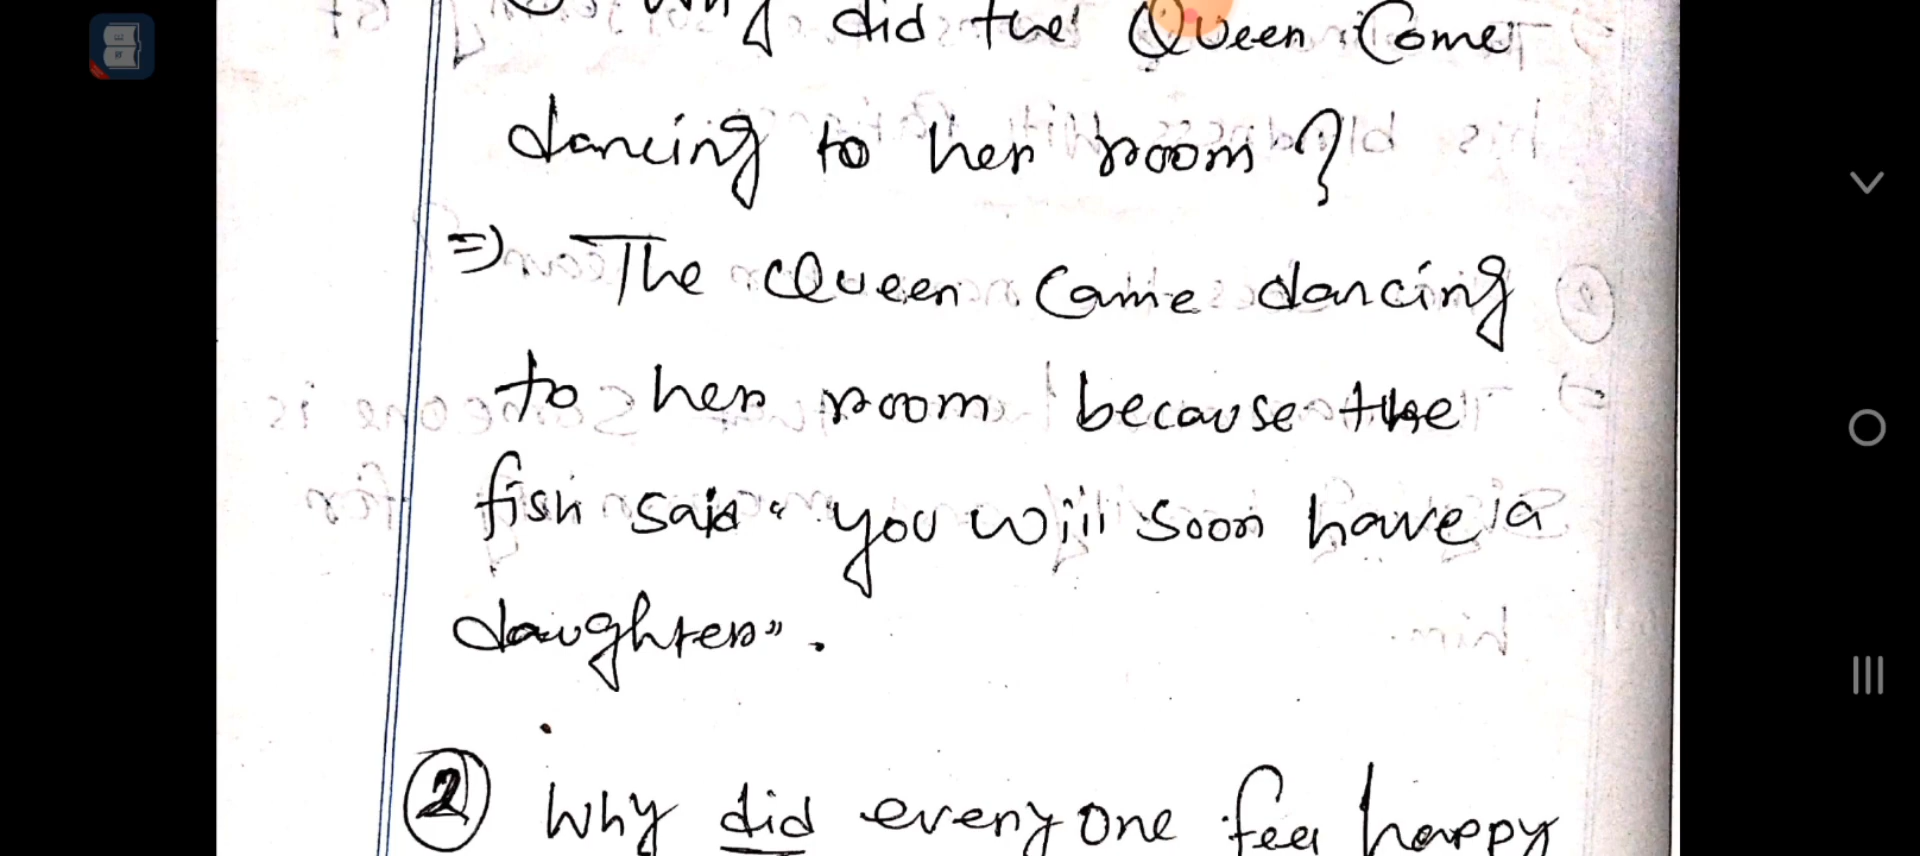 did the Queen Come
dancing to her room?
=) The Queen Came dancing
to her room because the
fish said "you will soon have a
daughter".
2 Why did everyone feel happy